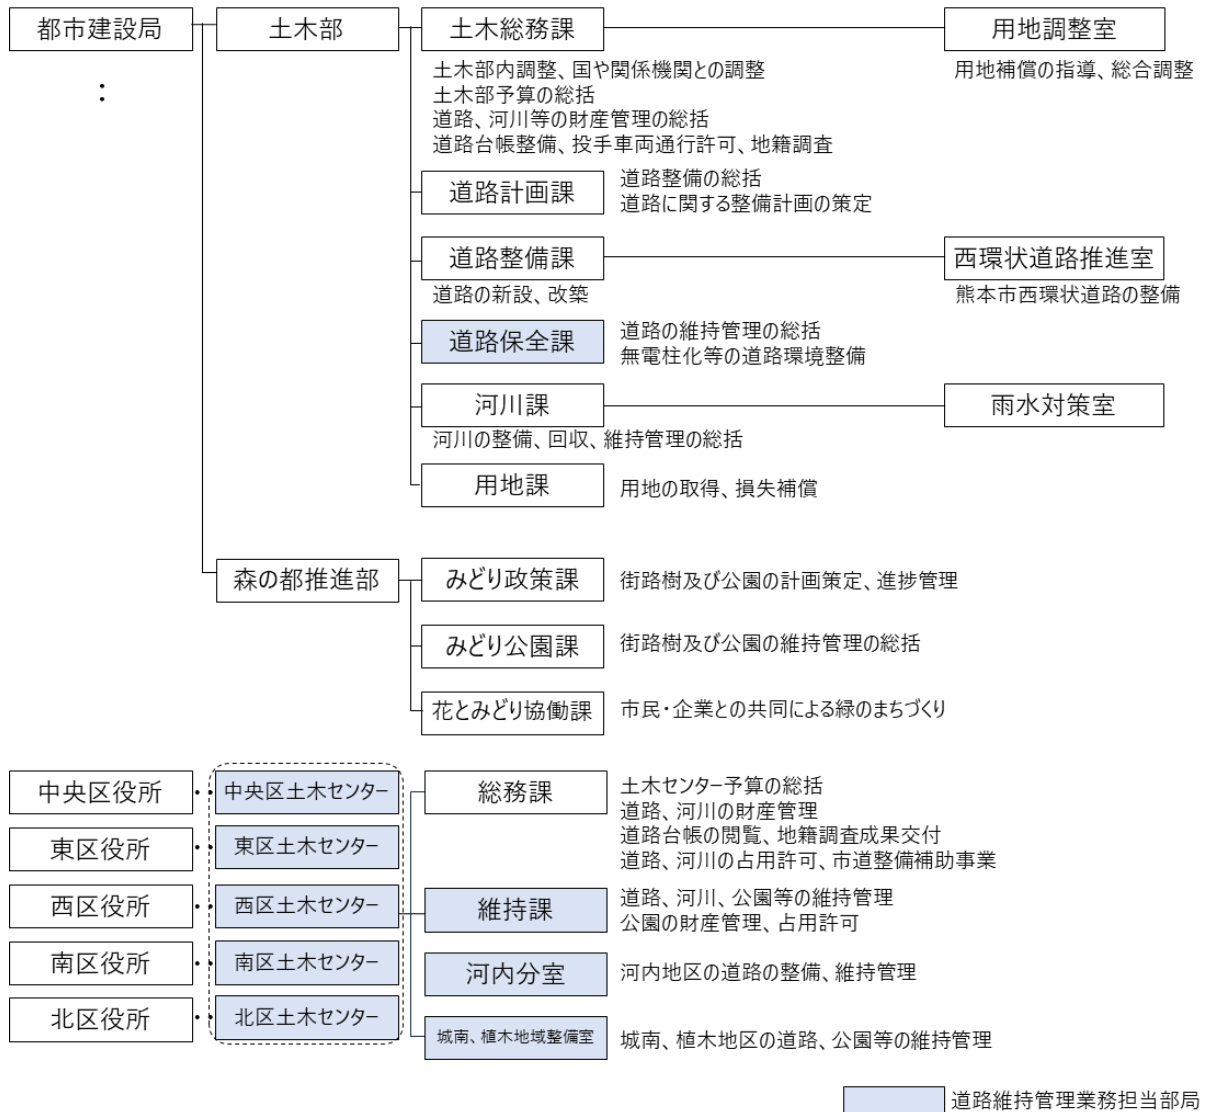 都市建設局
：
土木部
土木総務課
土木部内調整、国や関係機関との調整
土木部予算の総括
道路、河川等の財産管理の総括
道路台帳整備、投手車両通行許可、地籍調査
用地調整室
用地補償の指導、総合調整
道路計画課
道路整備の総括
道路に関する整備計画の策定
道路整備課
道路の新設、改築
西環状道路推進室
熊本市西環状道路の整備
道路保全課
道路の維持管理の総括
無電柱化等の道路環境整備
河川課
河川の整備、回収、維持管理の総括
雨水対策室
用地課
用地の取得、損失補償
森の都推進部
みどり政策課
街路樹及び公園の計画策定、進捗管理
みどり公園課
街路樹及び公園の維持管理の総括
花とみどり協働課
市民・企業との共同による緑のまちづくり
中央区役所
中央区土木センター
東区役所
東区土木センター
西区役所
西区土木センター
南区役所
南区土木センター
北区役所
北区土木センター
総務課
土木センター予算の総括
道路、河川の財産管理
道路台帳の閲覧、地籍調査成果交付
道路、河川の占用許可、市道整備補助事業
維持課
道路、河川、公園等の維持管理
公園の財産管理、占用許可
河内分室
河内地区の道路の整備、維持管理
城南、植木地域整備室
城南、植木地区の道路、公園等の維持管理
道路維持管理業務担当部局